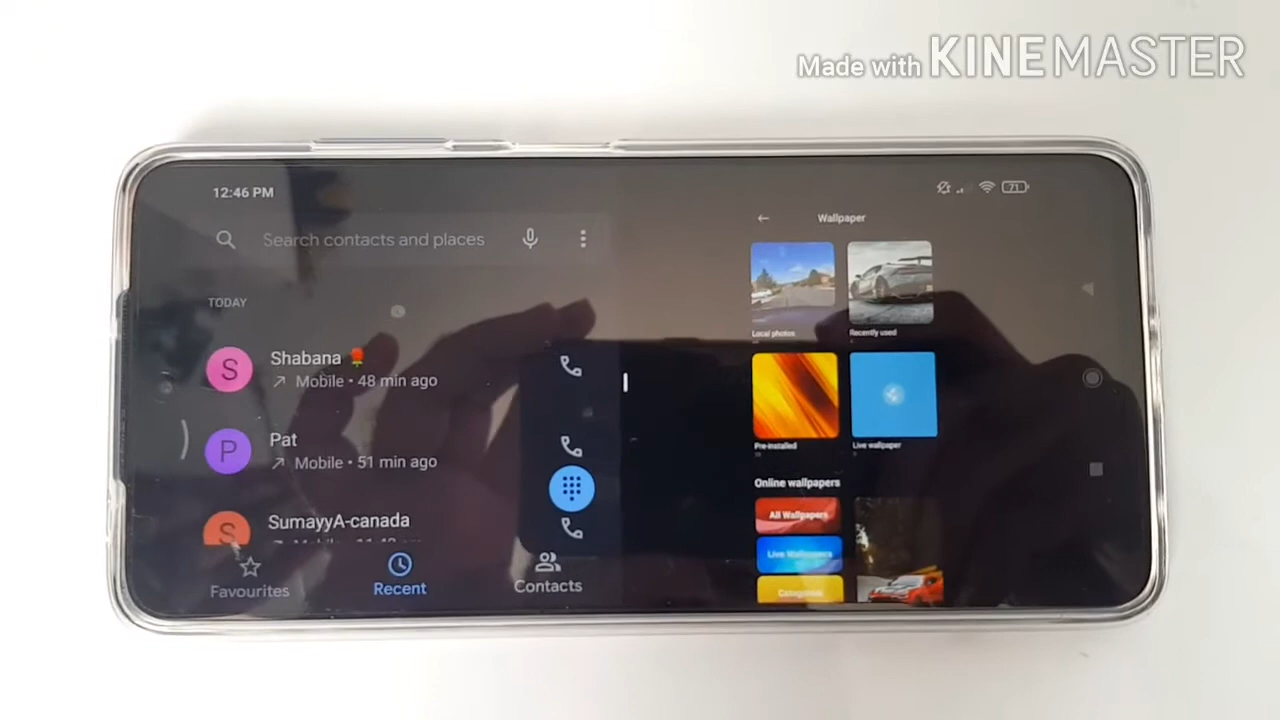 Made with KINEMASTER
12:46 PM
71
Search contacts and places
TODAY
Shabana
Mobile • 48 min ago
Pat
Mobile • 51 min ago
SumayyA-canada
Favourites
Recent
Contacts
Wallpaper
Local photos
Recently used
Pre-installed
Live wallpaper
Online wallpapers
All Wallpapers
Live Wallpapers
Categories
S
P
S